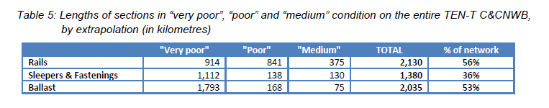 Table 5: Lengths of sections in “very poor”, “poor” and “medium” condition on the entire TEN-T C&CNWB,
by extrapolation (in kilometres)
"Very poor" "Poor" "Medium" TOTAL % of network
Rails 914 841 375 2,130 56%
Sleepers & Fastenings 1,112 138 130 1,380 36%
Ballast 1,793 168 75 2,035 53%